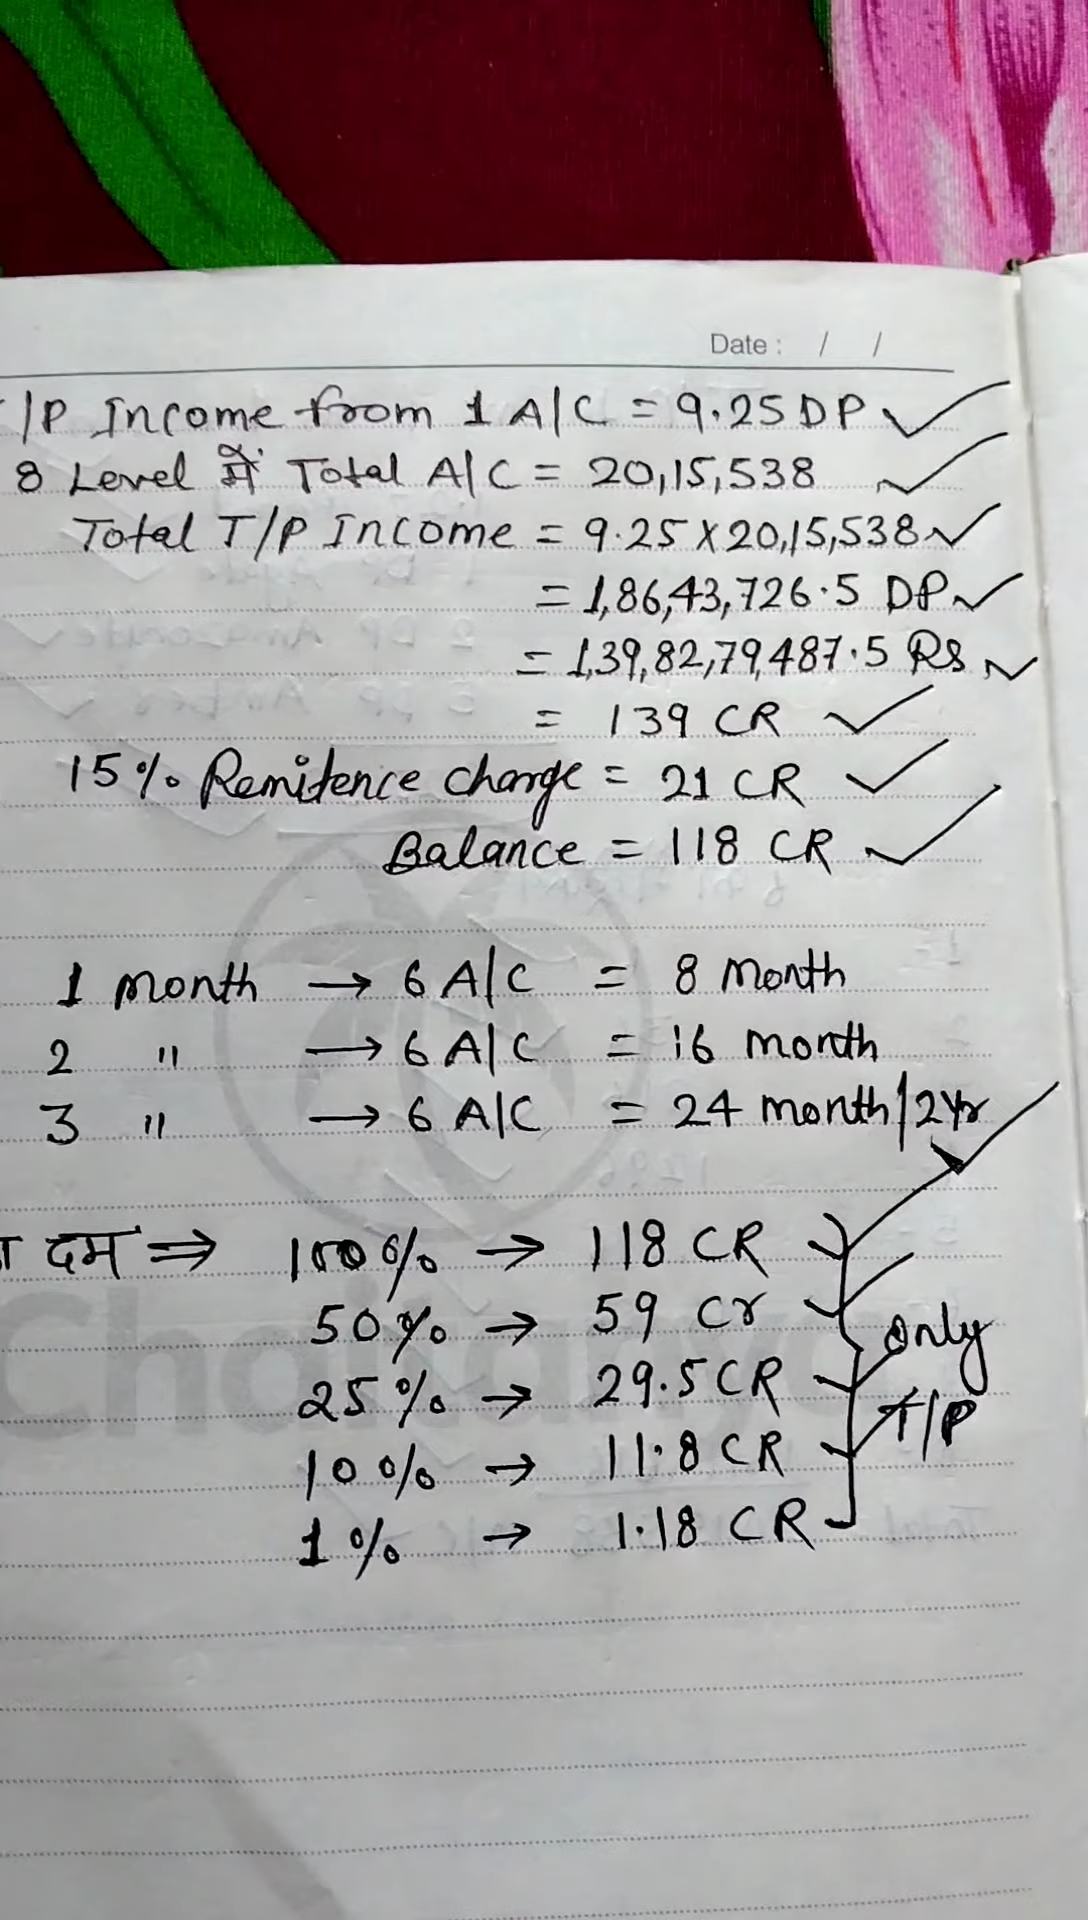 Date : / /
T/P Income from 1 A/C = 9.25 DP
8 Level में Total A/C = 20,15,538
Total T/P Income = 9.25 X 20,15,538
= 1,86,43,726.5 DP
= 1,39,82,79,487.5 Rs
= 139 CR
15% Remitence charge = 21 CR
Balance = 118 CR
1 month → 6 A/C = 8 month
2 " → 6 A/C = 16 month
3 " → 6 A/C = 24 month/2yr
दम ⇒ 100% → 118 CR
50% → 59 Cr
25% → 29.5 CR
10% → 11.8 CR
1% → 1.18 CR
only
T/P